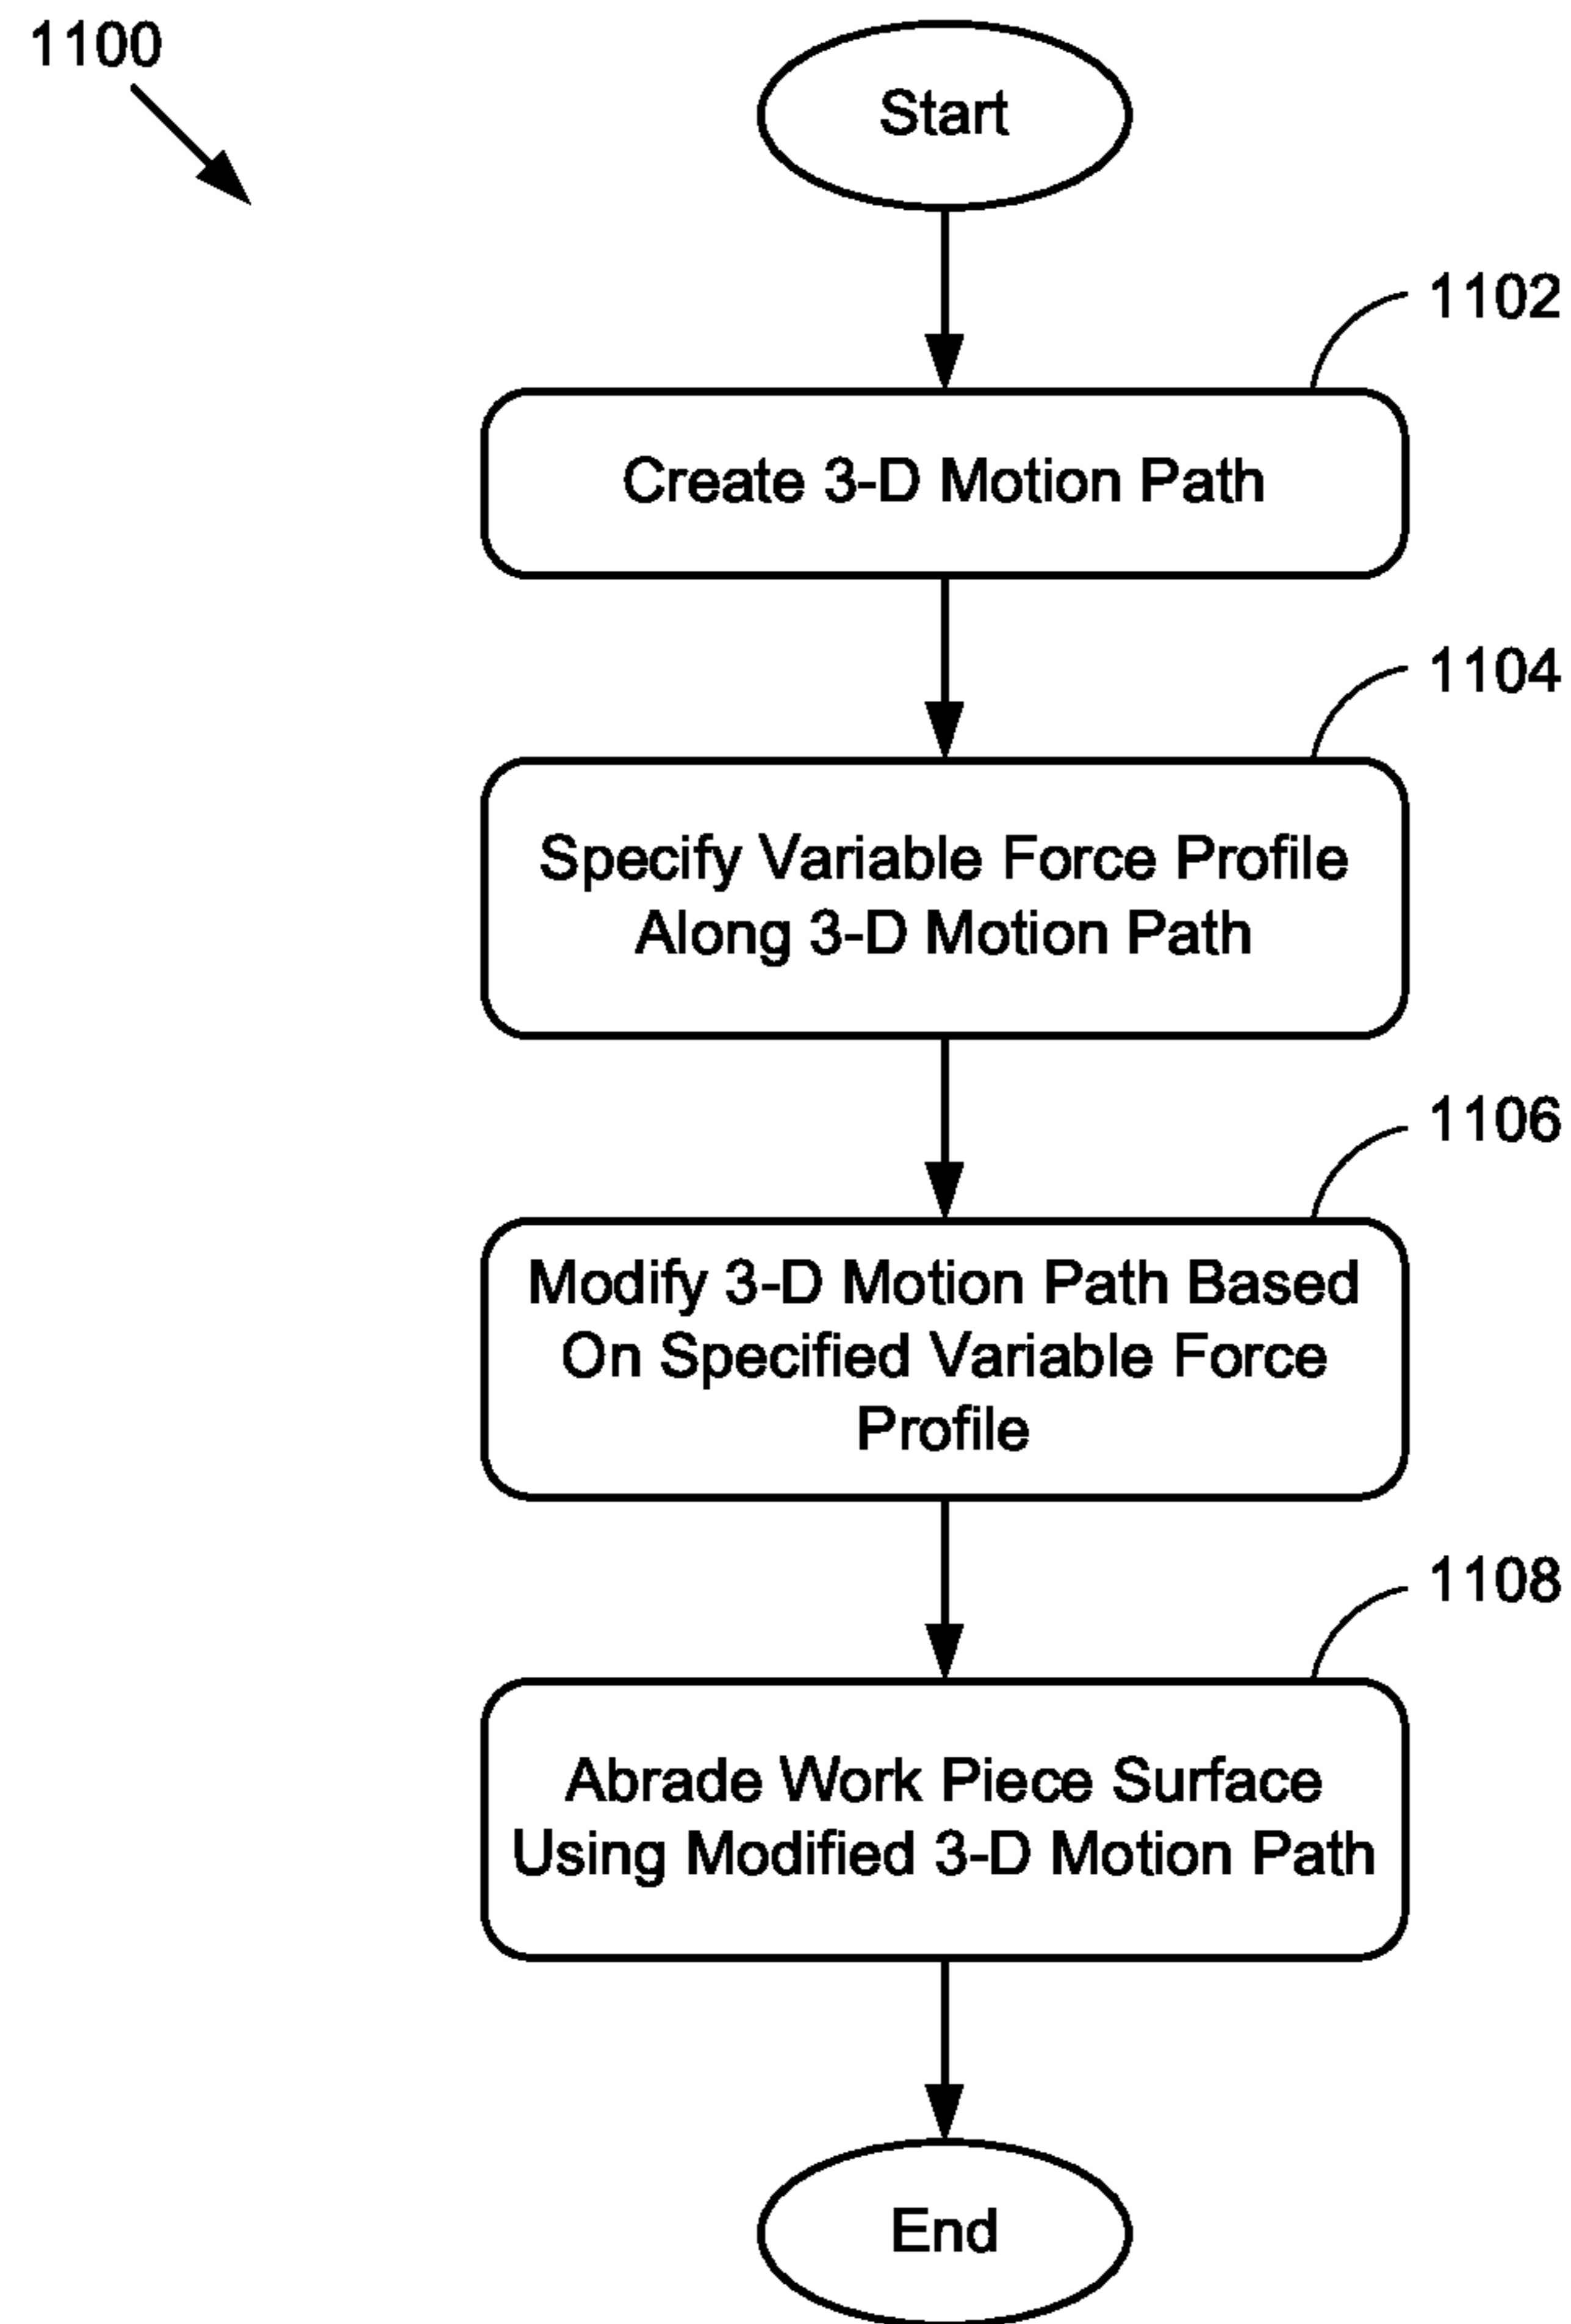 1100
Start
1102
Create 3-D Motion Path
1104
Specify Variable Force Profile
Along 3-D Motion Path
1106
Modify 3-D Motion Path Based
On Specified Variable Force
Profile
1108
Abrade Work Piece Surface
Using Modified 3-D Motion Path
End